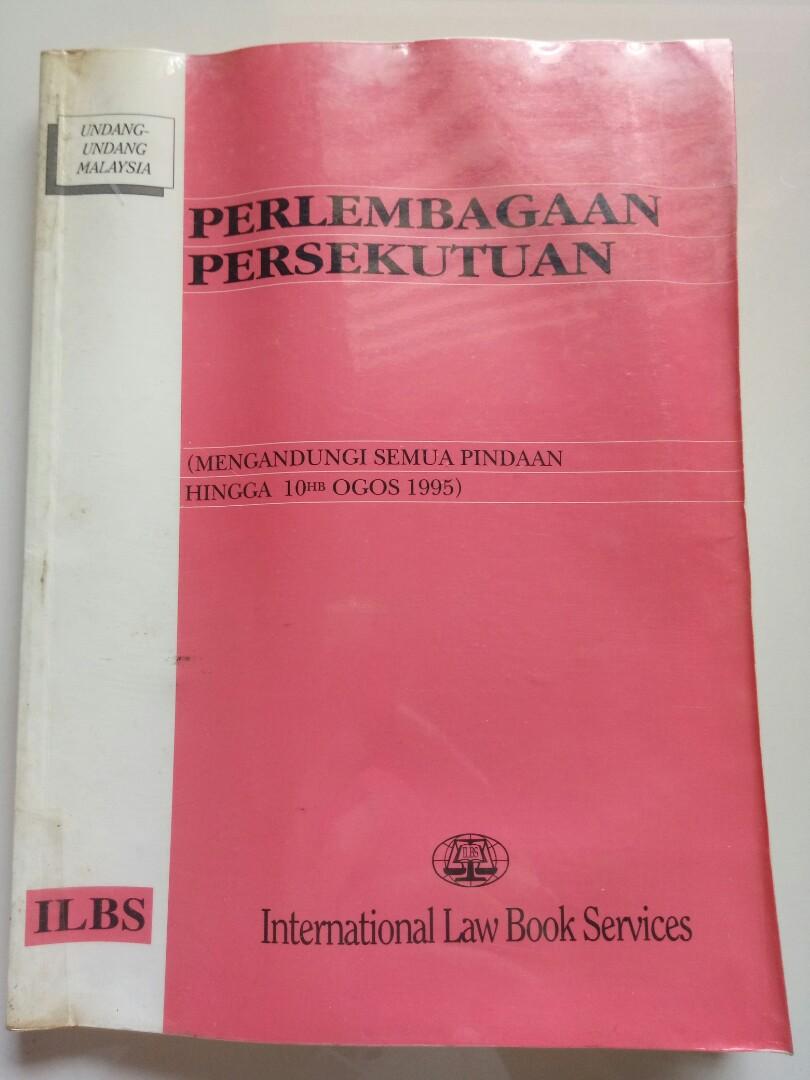 UNDANG-
UNDANG
MALAYSIA
PERLEMBAGAAN
PERSEKUTUAN
(MENGANDUNGI SEMUA PINDAAN
HINGGA 10HB OGOS 1995)
ILBS
International Law Book Services
ILBS